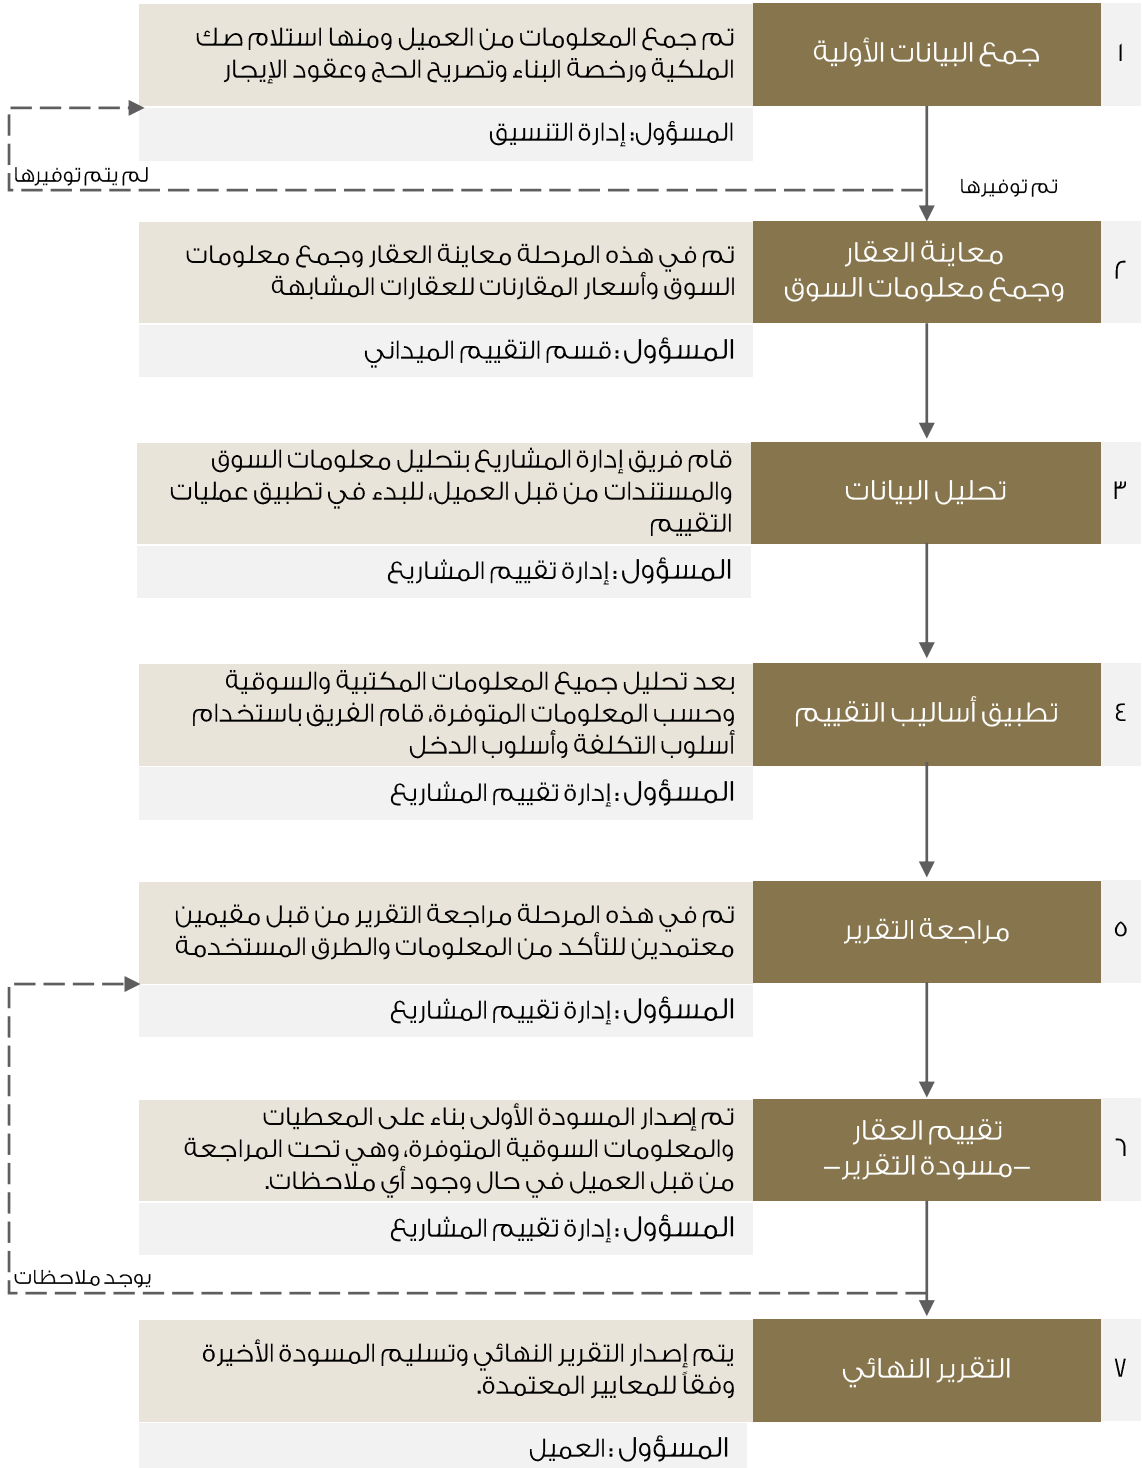 ١
جمع البيانات الأولية
تم جمع المعلومات من العميل ومنها استلام صك
الملكية ورخصة البناء وتصريح الحج وعقود الإيجار
المسؤول: إدارة التنسيق
لم يتم توفيرها
تم توفيرها
٢
معاينة العقار
وجمع معلومات السوق
تم في هذه المرحلة معاينة العقار وجمع معلومات
السوق وأسعار المقارنات للعقارات المشابهة
المسؤول : قسم التقييم الميداني
٣
تحليل البيانات
قام فريق إدارة المشاريع بتحليل معلومات السوق
والمستندات من قبل العميل، للبدء في تطبيق عمليات
التقييم
المسؤول : إدارة تقييم المشاريع
٤
تطبيق أساليب التقييم
بعد تحليل جميع المعلومات المكتبية والسوقية
وحسب المعلومات المتوفرة، قام الفريق باستخدام
أسلوب التكلفة وأسلوب الدخل
المسؤول : إدارة تقييم المشاريع
٥
مراجعة التقرير
تم في هذه المرحلة مراجعة التقرير من قبل مقيمين
معتمدين للتأكد من المعلومات والطرق المستخدمة
المسؤول : إدارة تقييم المشاريع
٦
تقييم العقار
–مسودة التقرير–
تم إصدار المسودة الأولى بناء على المعطيات
والمعلومات السوقية المتوفرة، وهي تحت المراجعة
من قبل العميل في حال وجود أي ملاحظات.
المسؤول : إدارة تقييم المشاريع
يوجد ملاحظات
٧
التقرير النهائي
يتم إصدار التقرير النهائي وتسليم المسودة الأخيرة
وفقاً للمعايير المعتمدة.
المسؤول : العميل